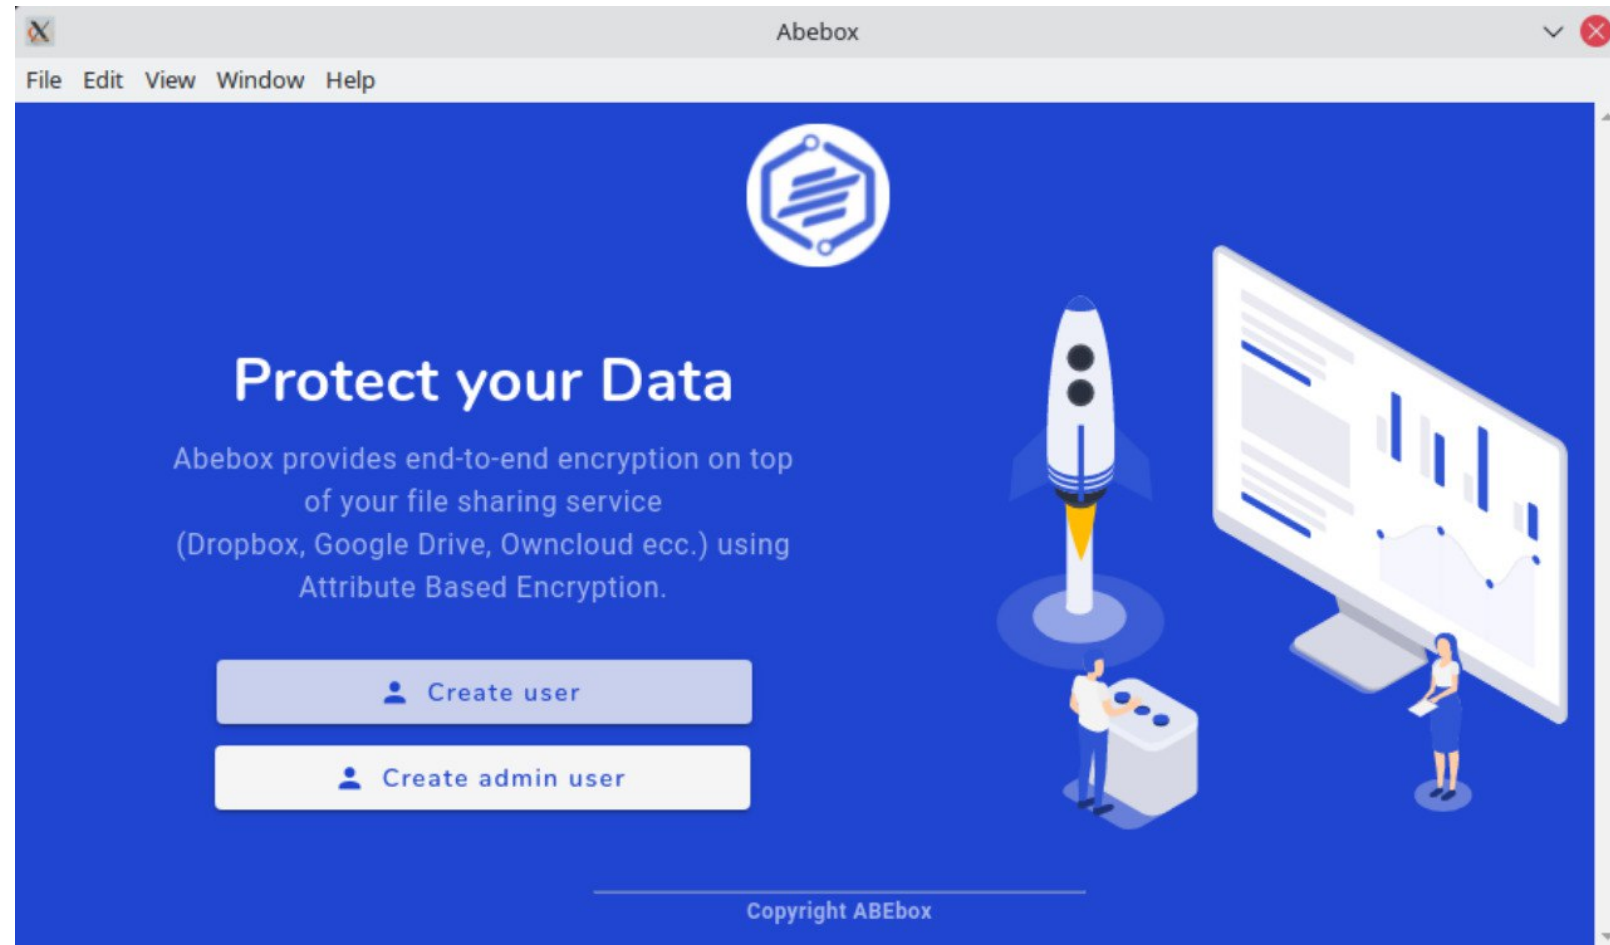 Abebox
File Edit View Window Help
Protect your Data
Abebox provides end-to-end encryption on top
of your file sharing service
(Dropbox, Google Drive, Owncloud ecc.) using
Attribute Based Encryption.
Create user
Create admin user
Copyright ABEbox